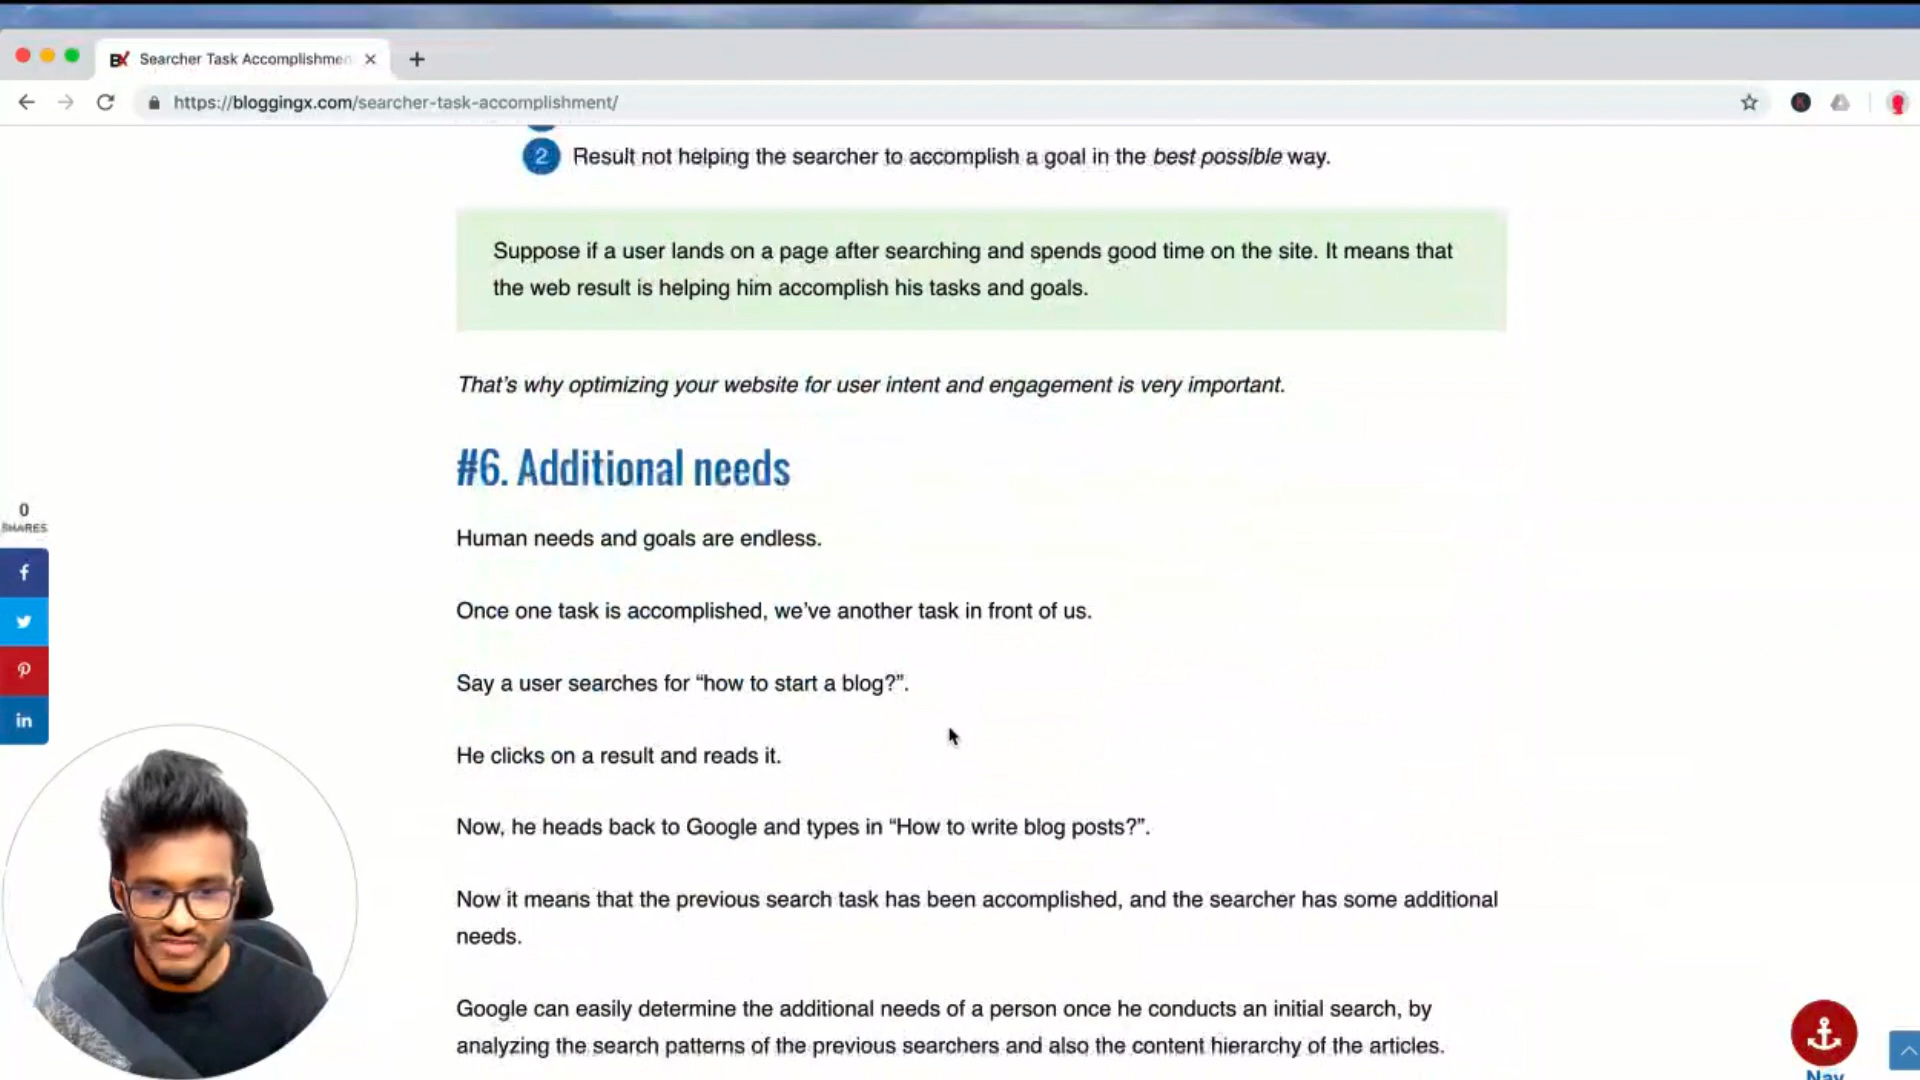 Searcher Task Accomplishmen
https://bloggingx.com/searcher-task-accomplishment/
2 Result not helping the searcher to accomplish a goal in the best possible way.
Suppose if a user lands on a page after searching and spends good time on the site. It means that
the web result is helping him accomplish his tasks and goals.
That’s why optimizing your website for user intent and engagement is very important.
#6. Additional needs
Human needs and goals are endless.
0
SHARES
Once one task is accomplished, we’ve another task in front of us.
Say a user searches for “how to start a blog?”.
He clicks on a result and reads it.
Now, he heads back to Google and types in “How to write blog posts?”.
Now it means that the previous search task has been accomplished, and the searcher has some additional
needs.
Google can easily determine the additional needs of a person once he conducts an initial search, by
analyzing the search patterns of the previous searchers and also the content hierarchy of the articles.
Nav